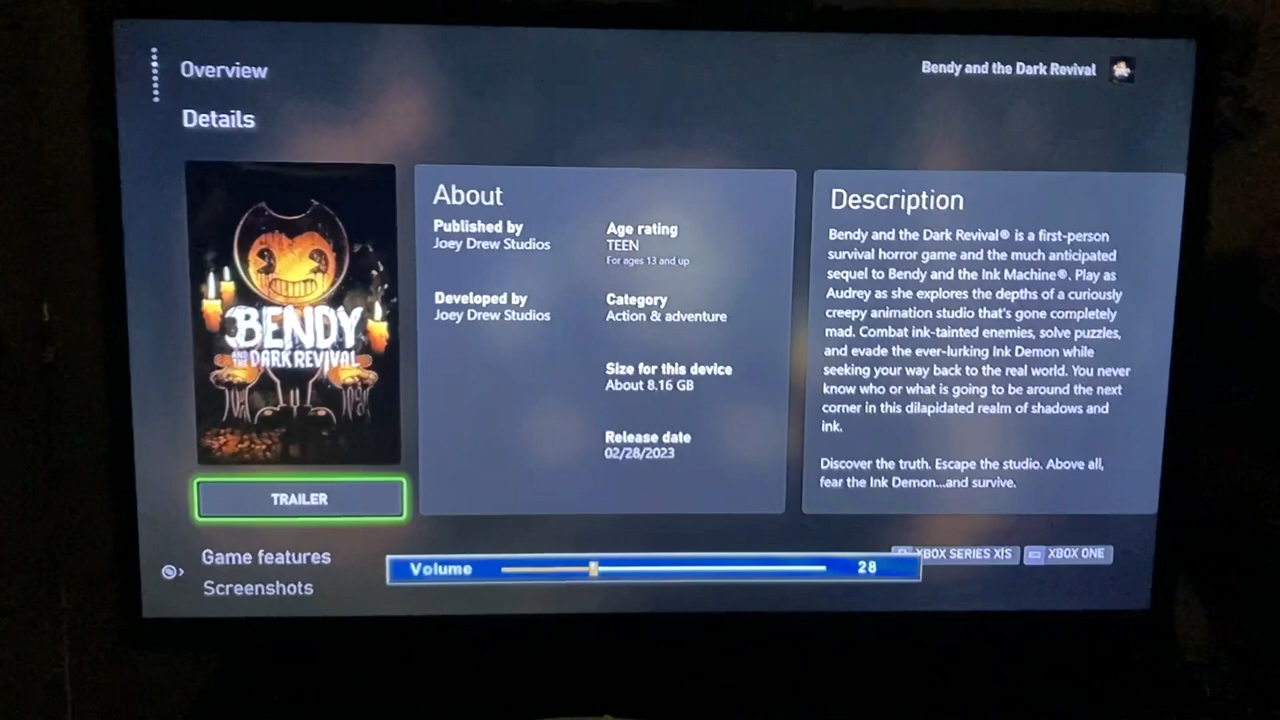 Overview
Bendy and the Dark Revival
Details
BENDY
AND THE DARK REVIVAL
TRAILER
About
Published by
Joey Drew Studios
Developed by
Joey Drew Studios
Age rating
TEEN
For ages 13 and up
Category
Action & adventure
Size for this device
About 8.16 GB
Release date
02/28/2023
Description
Bendy and the Dark Revival® is a first-person
survival horror game and the much anticipated
sequel to Bendy and the Ink Machine®. Play as
Audrey as she explores the depths of a curiously
creepy animation studio that's gone completely
mad. Combat ink-tainted enemies, solve puzzles,
and evade the ever-lurking Ink Demon while
seeking your way back to the real world. You never
know who or what is going to be around the next
corner in this dilapidated realm of shadows and
ink.
Discover the truth. Escape the studio. Above all,
fear the Ink Demon...and survive.
XBOX SERIES X|S
XBOX ONE
Game features
Screenshots
Volume
28